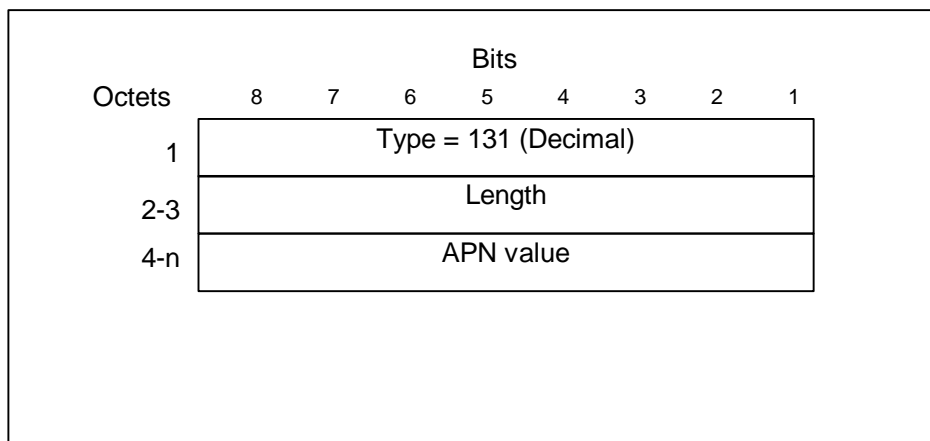 Bits
Octets 8 7 6 5 4 3 2 1
1 Type = 131 (Decimal)
2-3 Length
4-n APN value